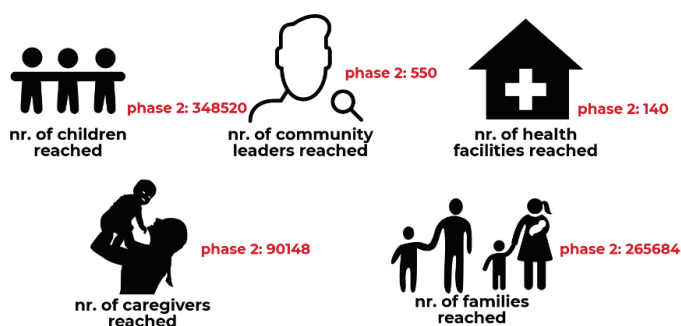 phase 2: 348520
nr. of children
reached
phase 2: 550
nr. of community
leaders reached
phase 2: 140
nr. of health
facilities reached
phase 2: 90148
nr. of caregivers
reached
phase 2: 265684
nr. of families
reached